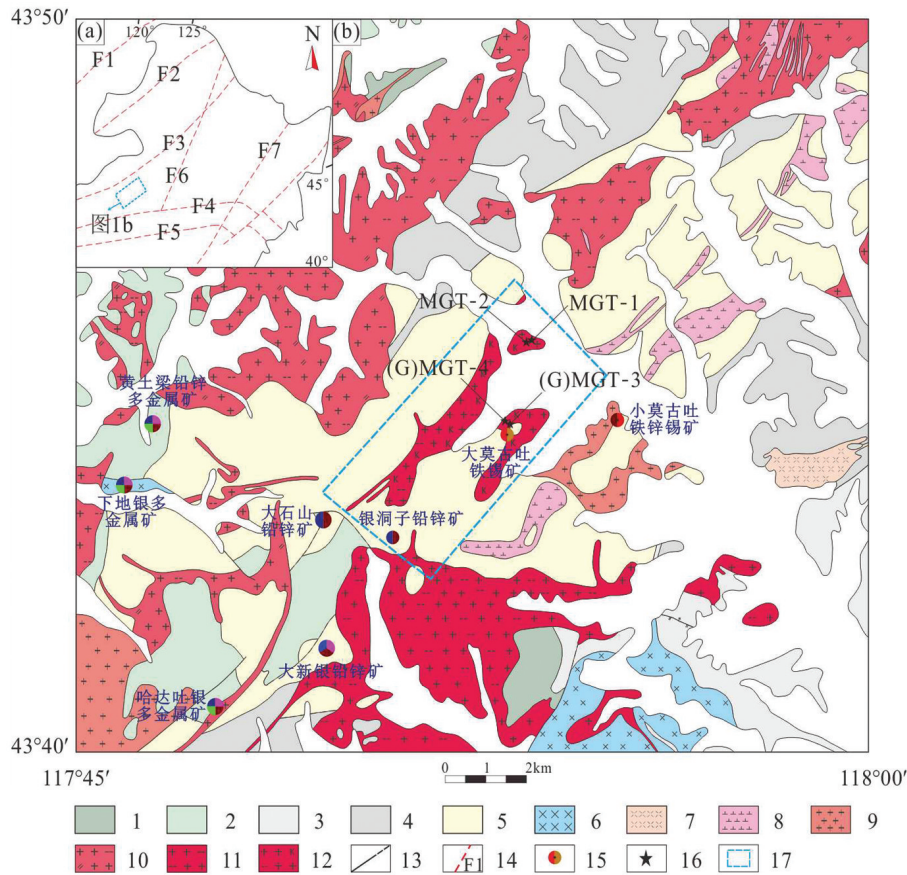 43°50′
(a)
120°
125°
N
(b)
F1
F2
F3
F7
F6
45°
F4
图1b
F5
40°
MGT-2
MGT-1
(G)MGT-4
(G)MGT-3
黄土梁铅锌
多金属矿
小莫古吐
铁锌锡矿
大莫古吐
铁锡矿
下地银多
金属矿
大石山
铅锌矿
银洞子铅锌矿
大新银铅锌矿
哈达吐银
多金属矿
43°40′
117°45′
0 1 2km
118°00′
1 2 3 4 5 6 7 8 9
10 11 12 13 F1 14 15 16 17